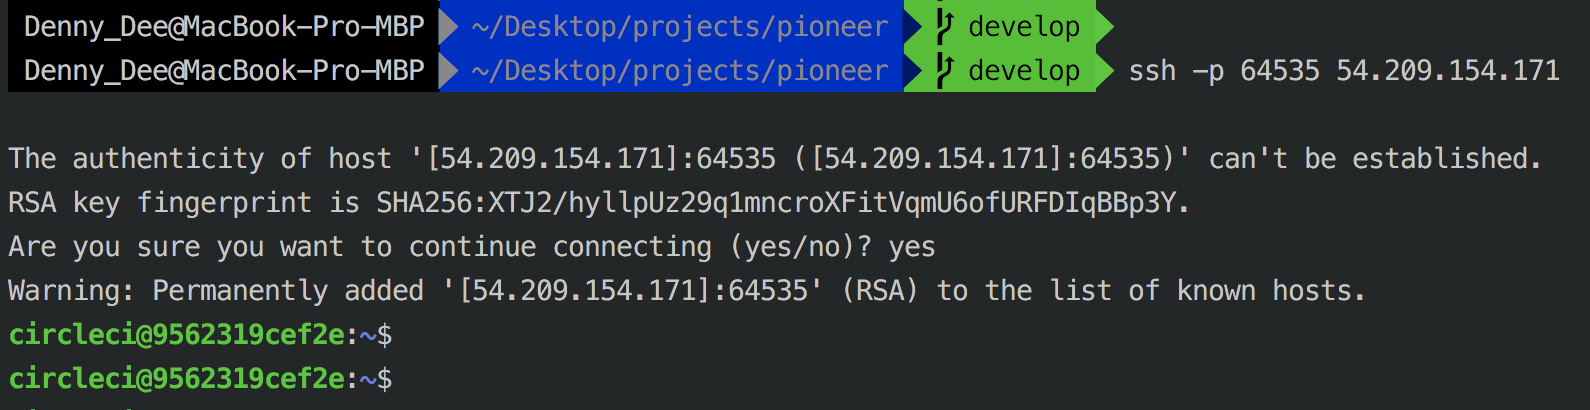 Denny_Dee@MacBook-Pro-MBP ~/Desktop/projects/pioneer develop
Denny_Dee@MacBook-Pro-MBP ~/Desktop/projects/pioneer develop ssh -p 64535 54.209.154.171
The authenticity of host '[54.209.154.171]:64535 ([54.209.154.171]:64535)' can't be established.
RSA key fingerprint is SHA256:XTJ2/hyllpUz29q1mncroXFitVqmU6ofURFDIqBBp3Y.
Are you sure you want to continue connecting (yes/no)? yes
Warning: Permanently added '[54.209.154.171]:64535' (RSA) to the list of known hosts.
circleci@9562319cef2e:~$
circleci@9562319cef2e:~$